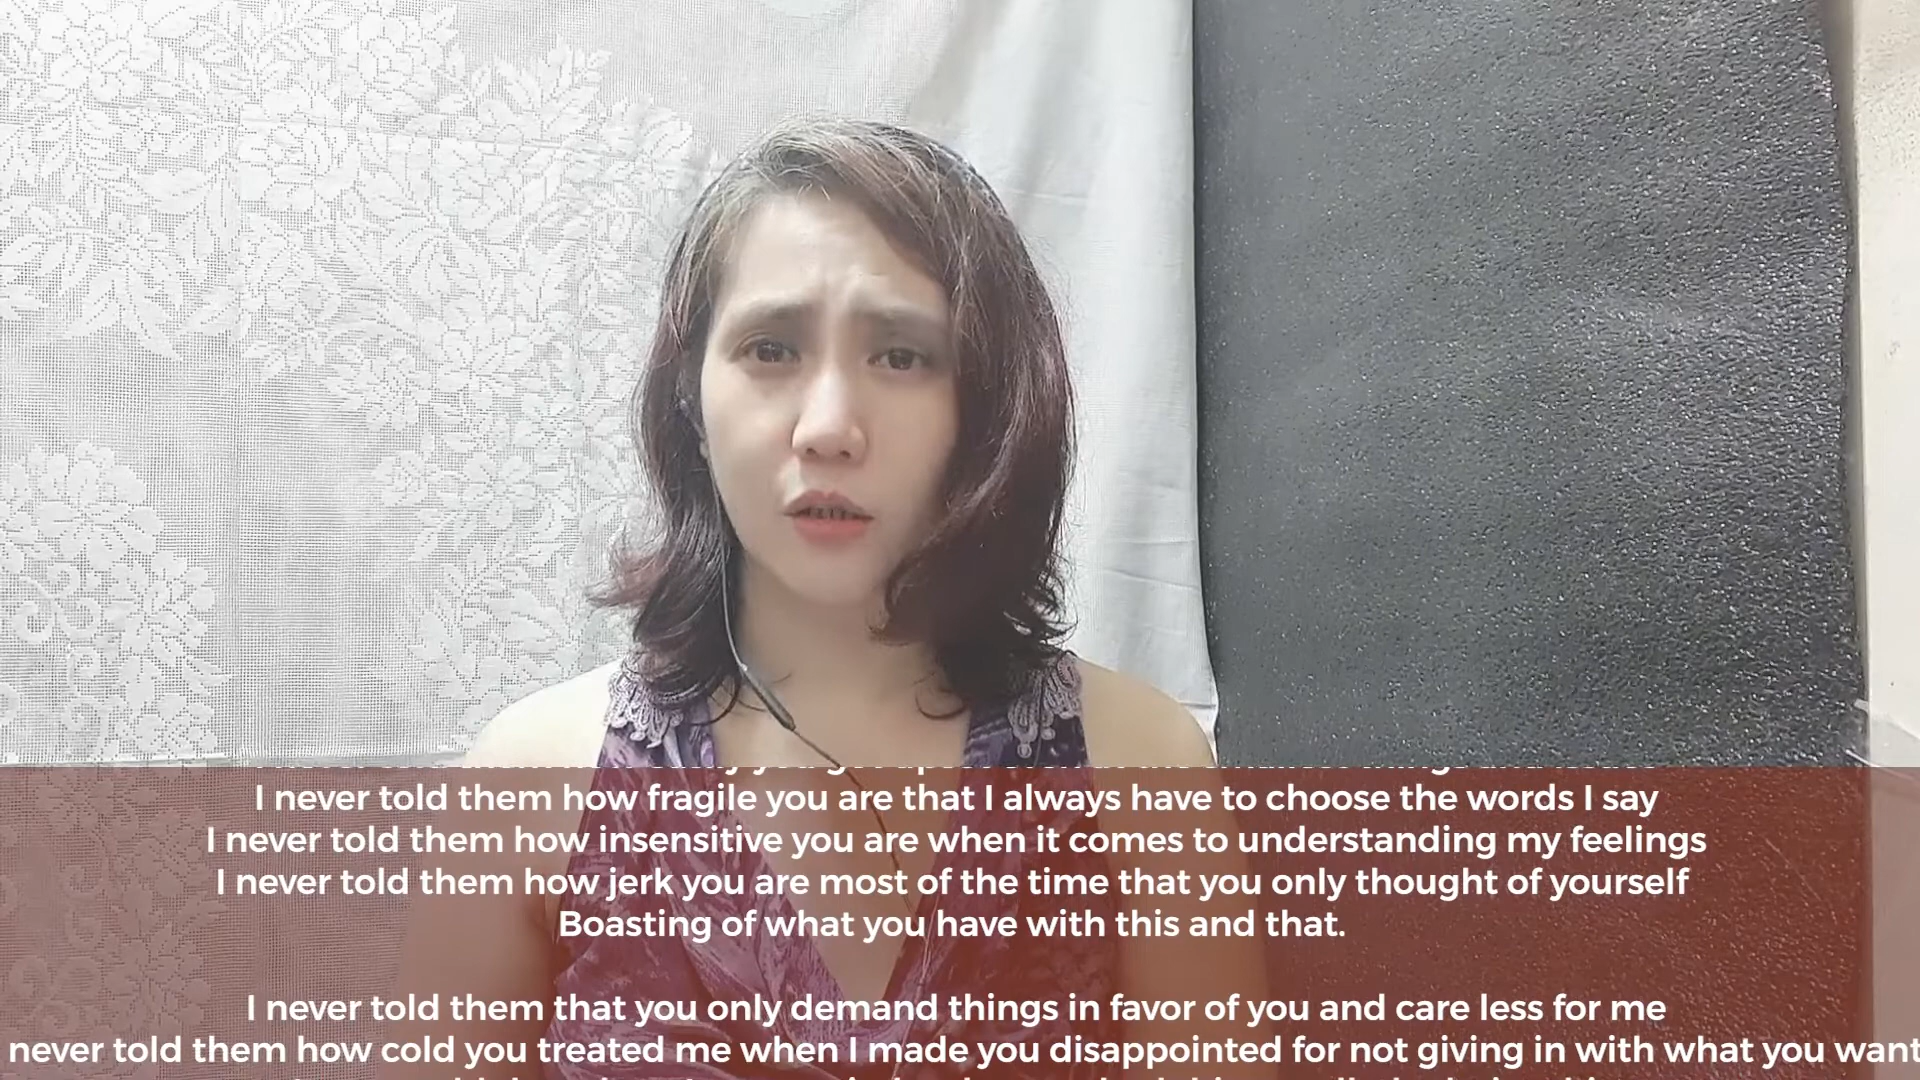 I never told them how fragile you are that I always have to choose the words I say
I never told them how insensitive you are when it comes to understanding my feelings
I never told them how jerk you are most of the time that you only thought of yourself
Boasting of what you have with this and that.
I never told them that you only demand things in favor of you and care less for me
never told them how cold you treated me when I made you disappointed for not giving in with what you want